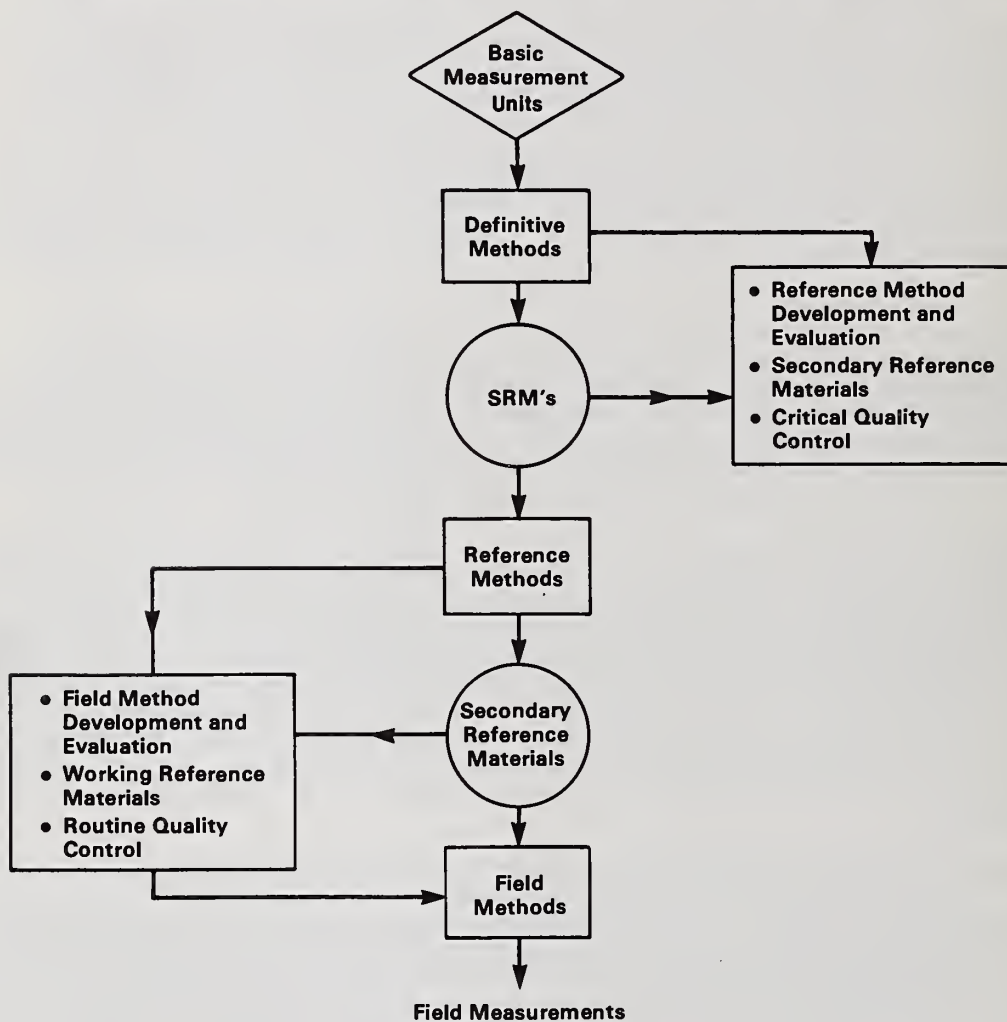 Basic
Measurement
Units
Definitive
Methods
• Reference Method
Development and
Evaluation
• Secondary Reference
Materials
• Critical Quality
Control
SRM's
Reference
Methods
• Field Method
Development and
Evaluation
• Working Reference
Materials
• Routine Quality
Control
Secondary
Reference
Materials
Field
Methods
Field Measurements